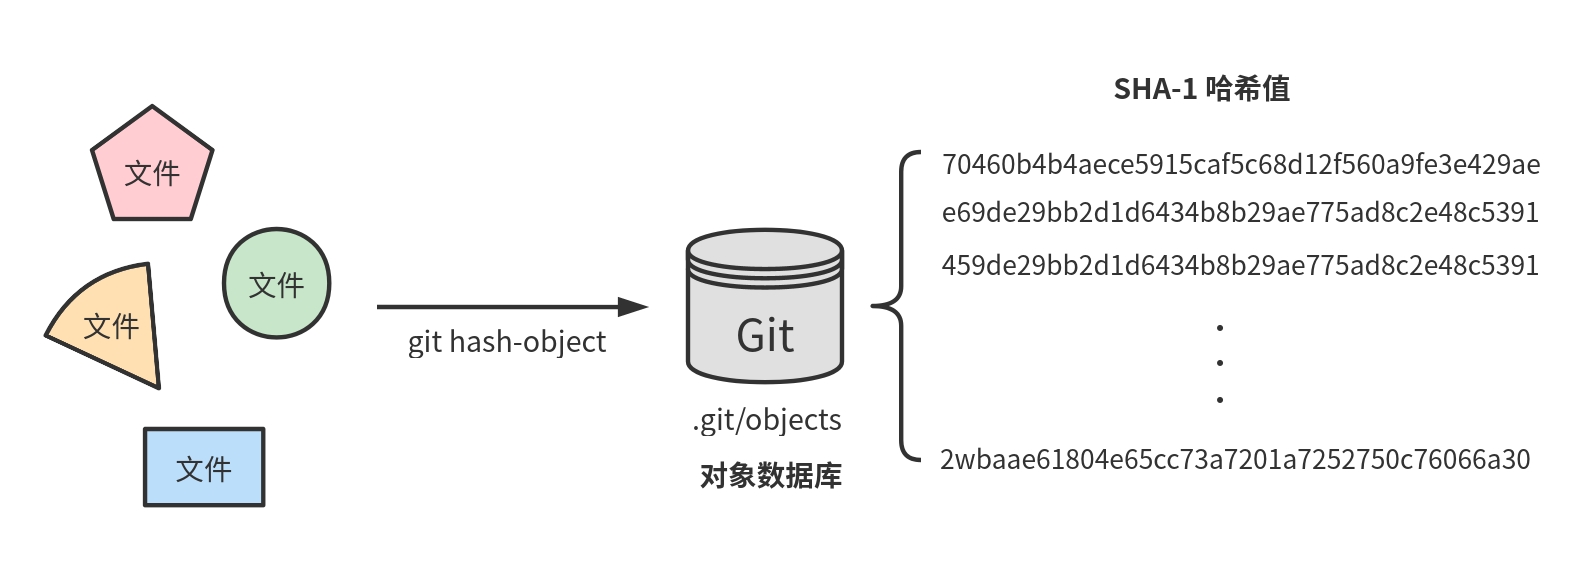 文件
文件
文件
文件
git hash-object
Git
.git/objects
对象数据库
SHA-1 哈希值
70460b4b4aece5915caf5c68d12f560a9fe3e429ae
e69de29bb2d1d6434b8b29ae775ad8c2e48c5391
459de29bb2d1d6434b8b29ae775ad8c2e48c5391
2wbaae61804e65cc73a7201a7252750c76066a30